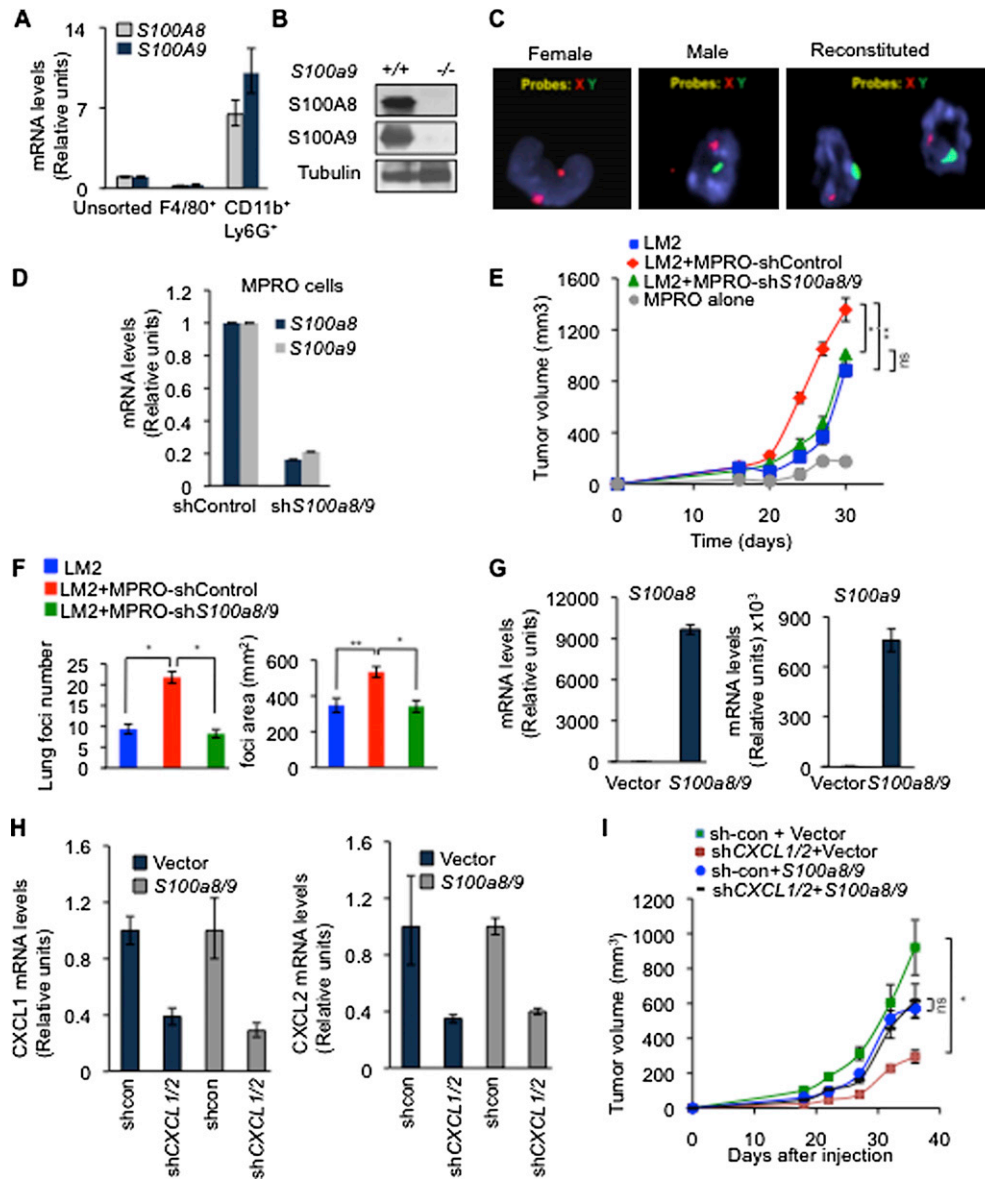 A
S100A8
S100A9
mRNA levels
(Relative units)
14
7
0
Unsorted F4/80+ CD11b+
Ly6G+
B
S100a9 +/+ -/-
S100A8
S100A9
Tubulin
C
Female Male Reconstituted
Probes: X Y
Probes: X Y
Probes: X Y
D
MPRO cells
S100a8
S100a9
mRNA levels
(Relative units)
1.2
1
0.8
0.6
0.4
0.2
0
shControl shS100a8/9
E
LM2
LM2+MPRO-shControl
LM2+MPRO-shS100a8/9
MPRO alone
Tumor volume (mm3)
1600
1200
800
400
0
0 10 20 30
Time (days)
*
**
ns
F
LM2
LM2+MPRO-shControl
LM2+MPRO-shS100a8/9
Lung foci number
25
20
15
10
5
0
* *
foci area (mm2)
600
400
200
0
** *
G
S100a8
mRNA levels
(Relative units)
12000
9000
6000
3000
0
Vector S100a8/9
S100a9
mRNA levels
(Relative units) x10³
900
600
300
0
Vector S100a8/9
H
Vector
S100a8/9
CXCL1 mRNA levels
(Relative units)
1.6
1.2
0.8
0.4
0
shcon
shCXCL1/2
shcon
shCXCL1/2
Vector
S100a8/9
CXCL2 mRNA levels
(Relative units)
1.6
1.2
0.8
0.4
0
shcon
shCXCL1/2
shcon
shCXCL1/2
I
sh-con + Vector
shCXCL1/2+Vector
sh-con+S100a8/9
shCXCL1/2+S100a8/9
Tumor volume (mm³)
1200
1000
800
600
400
200
0
0 10 20 30 40
Days after injection
ns
*